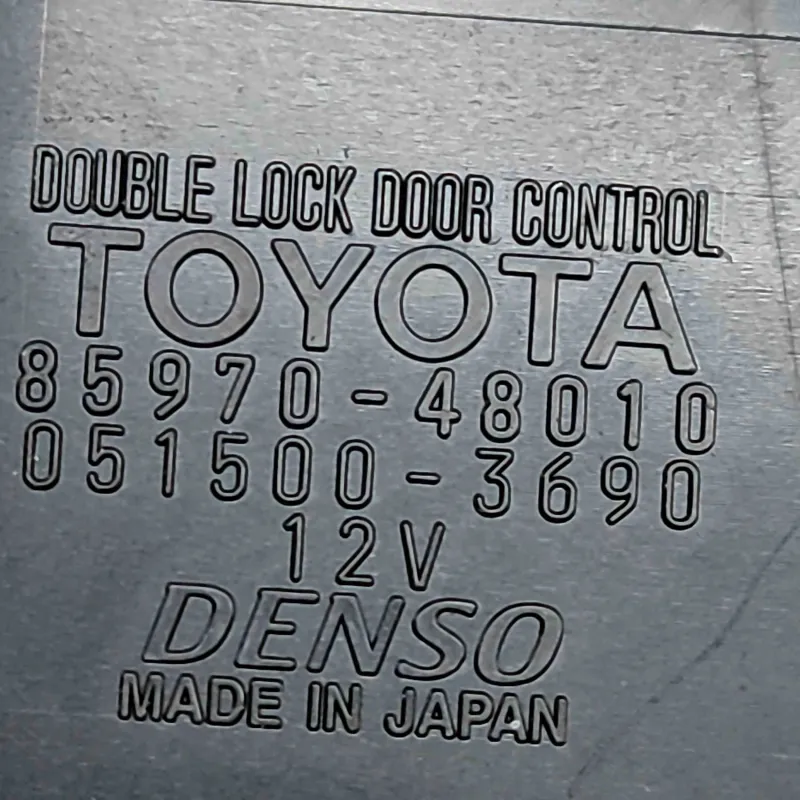 DOUBLE LOCK DOOR CONTROL
TOYOTA
85970-48010
051500-3690
12V
DENSO
MADE IN JAPAN